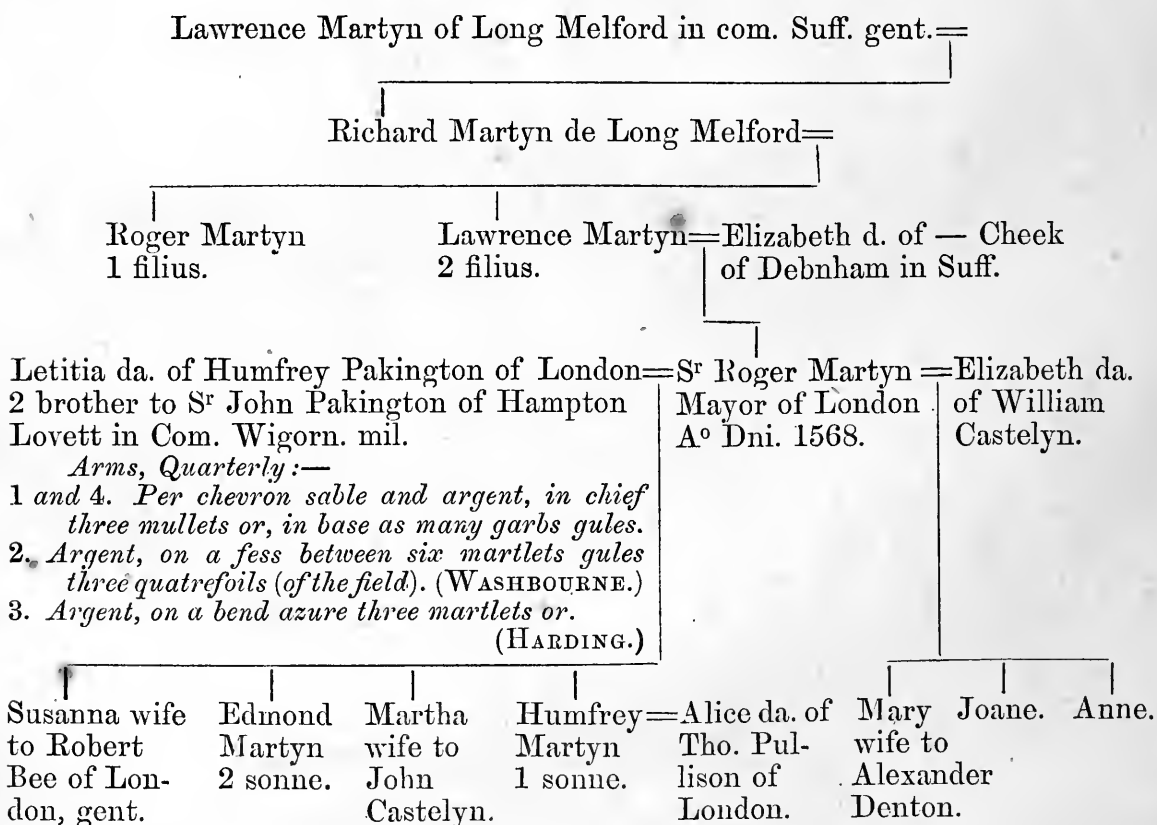 Lawrence Martyn of Long Melford in com. Suff. gent.=
Richard Martyn de Long Melford=
Roger Martyn
1 filius.
Lawrence Martyn=Elizabeth d. of — Cheek
2 filius.
of Debnham in Suff.
Letitia da. of Humfrey Pakington of London=Sr Roger Martyn=Elizabeth da.
2 brother to Sr John Pakington of Hampton
Lovett in Com. Wigorn. mil.
Arms, Quarterly:—
1 and 4. Per chevron sable and argent, in chief
three mullets or, in base as many garbs gules.
2. Argent, on a fess between six martlets gules
three quatrefoils (of the field). (WASHBOURNE.)
3. Argent, on a bend azure three martlets or.
(HARDING.)
Mayor of London
Ao Dni. 1568.
of William
Castelyn.
Susanna wife
to Robert
Bee of Lon-
don, gent.
Edmond
Martyn
2 sonne.
Martha
wife to
John
Castelyn.
Humfrey=Alice da. of
Martyn
1 sonne.
Tho. Pul-
lison of
London.
Mary
wife to
Alexander
Denton.
Joane.
Anne.